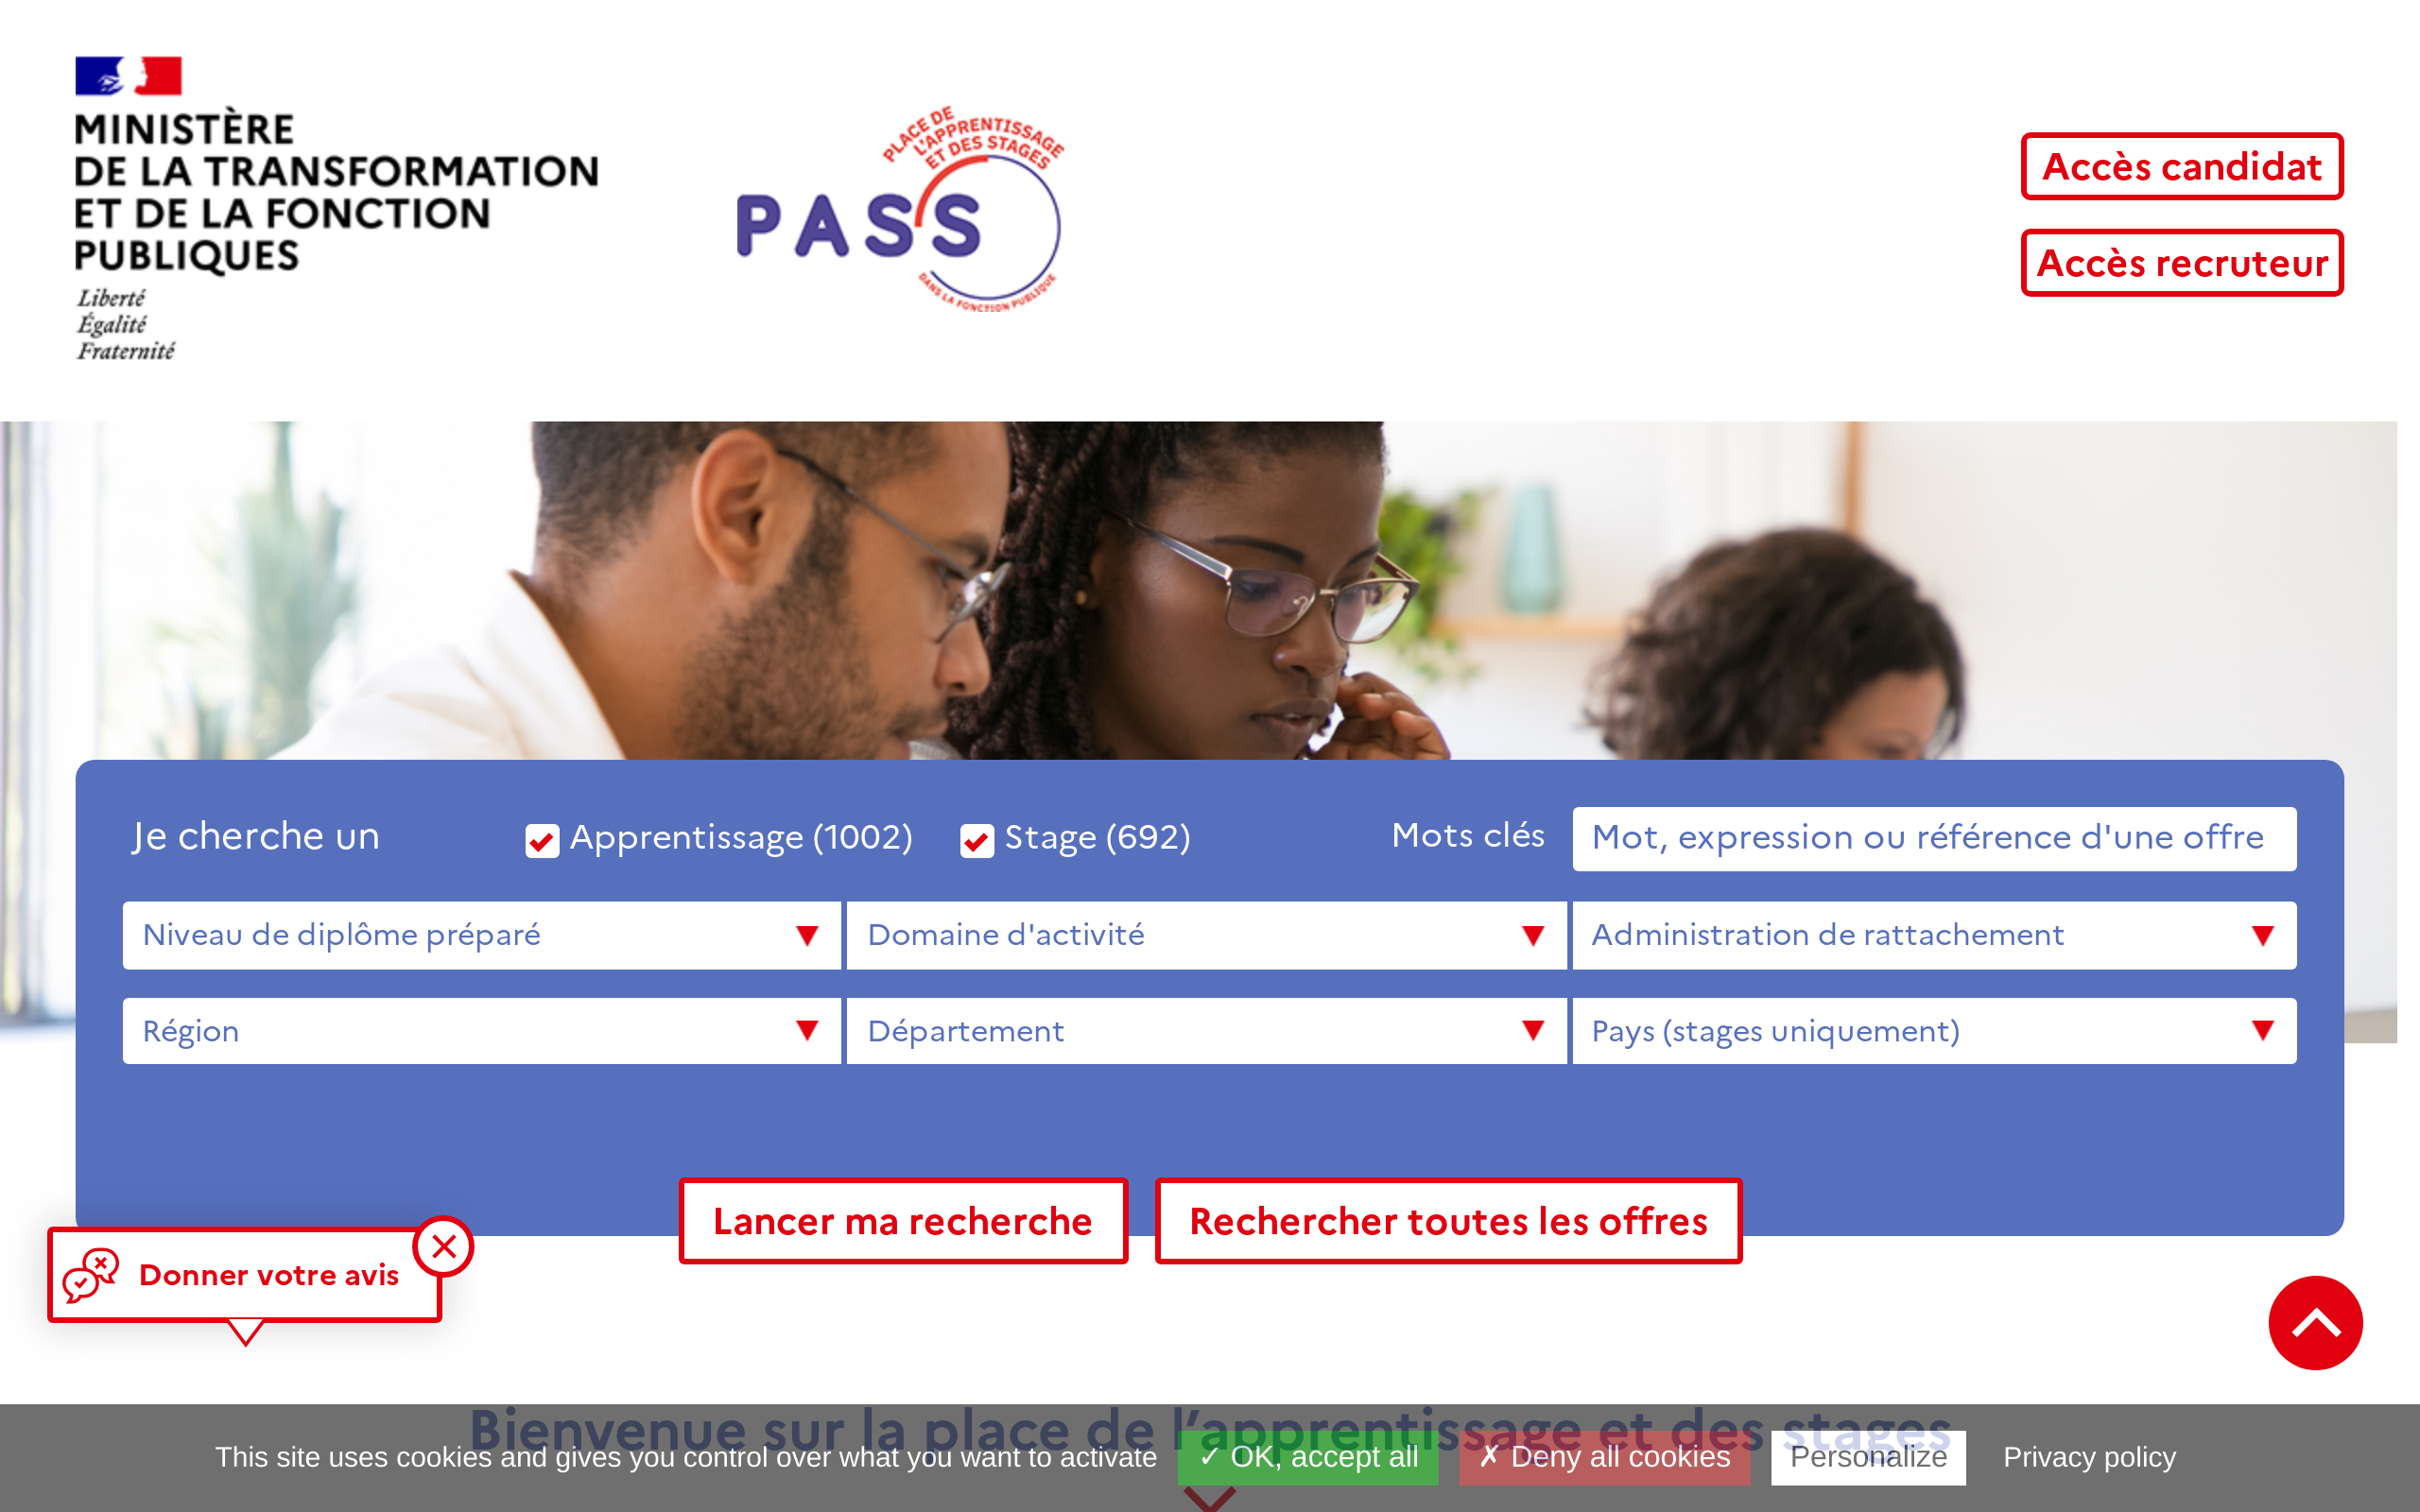 MINISTÈRE
DE LA TRANSFORMATION
ET DE LA FONCTION
PUBLIQUES
Liberté
Égalité
Fraternité
PLACE DE
L'APPRENTISSAGE
ET DES STAGES
PASS
DANS LA FONCTION PUBLIQUE
Accès candidat
Accès recruteur
Je cherche un
Apprentissage (1002)
Stage (692)
Mots clés
Mot, expression ou référence d'une offre
Niveau de diplôme préparé
Domaine d'activité
Administration de rattachement
Région
Département
Pays (stages uniquement)
Lancer ma recherche
Rechercher toutes les offres
Donner votre avis
Bienvenue sur la place de l’apprentissage et des stages
This site uses cookies and gives you control over what you want to activate
✓ OK, accept all
✗ Deny all cookies
Personalize
Privacy policy